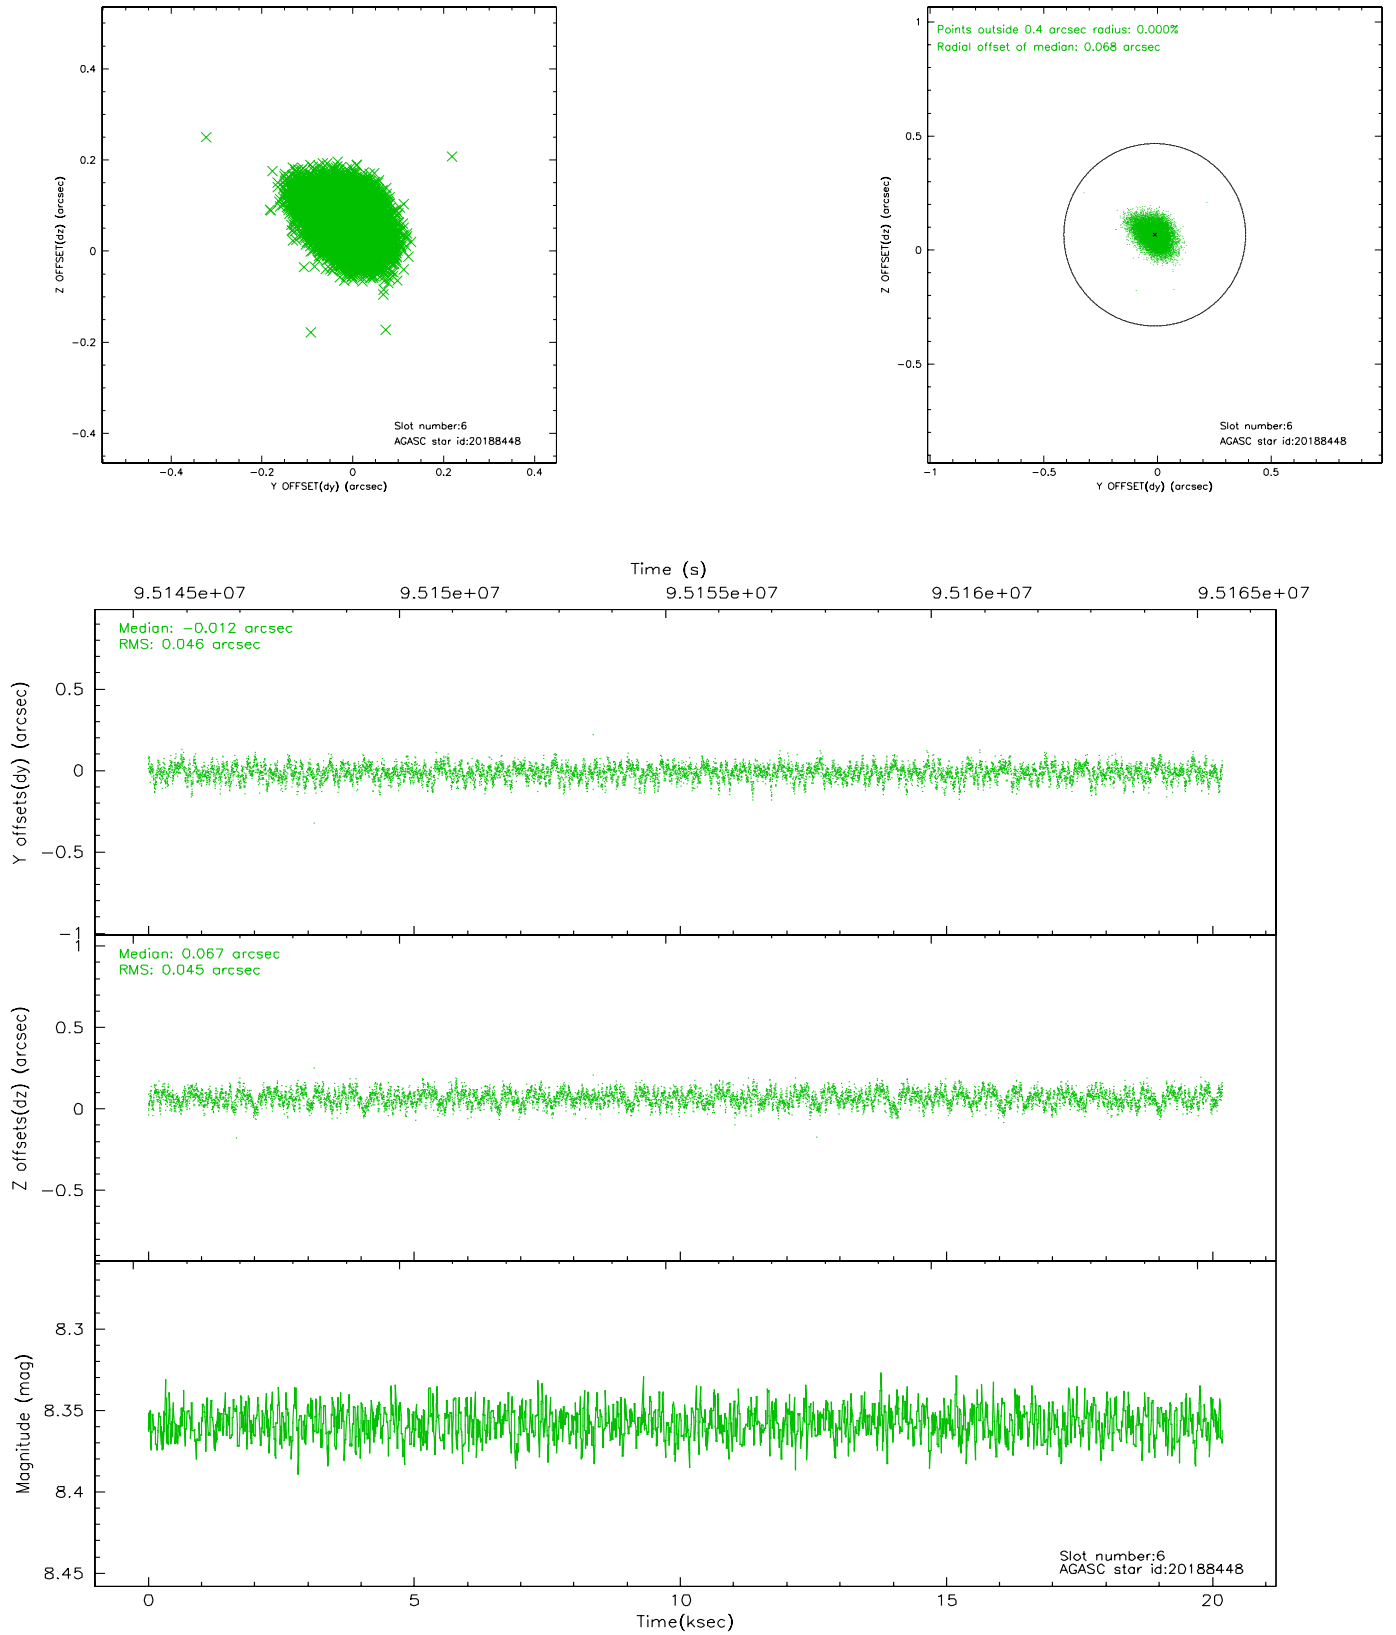 0.4
0.2
0
-0.2
-0.4
Z OFFSET(dz) (arcsec)
Slot number:6
AGASC star id:20188448
-0.4 -0.2 0 0.2 0.4
Y OFFSET(dy) (arcsec)
Points outside 0.4 arcsec radius: 0.000%
Radial offset of median: 0.068 arcsec
1
0.5
0
-0.5
Z OFFSET(dz) (arcsec)
Slot number:6
AGASC star id:20188448
-1 -0.5 0 0.5
Y OFFSET(dy) (arcsec)
Time (s)
9.5145e+07 9.515e+07 9.5155e+07 9.516e+07 9.5165e+07
Median: -0.012 arcsec
RMS: 0.046 arcsec
0.5
0
-0.5
-1
Y offsets(dy) (arcsec)
Median: 0.067 arcsec
RMS: 0.045 arcsec
1
0.5
0
-0.5
Z offsets(dz) (arcsec)
8.3
8.35
8.4
8.45
Magnitude (mag)
Slot number:6
AGASC star id:20188448
0 5 10 15 20
Time(ksec)